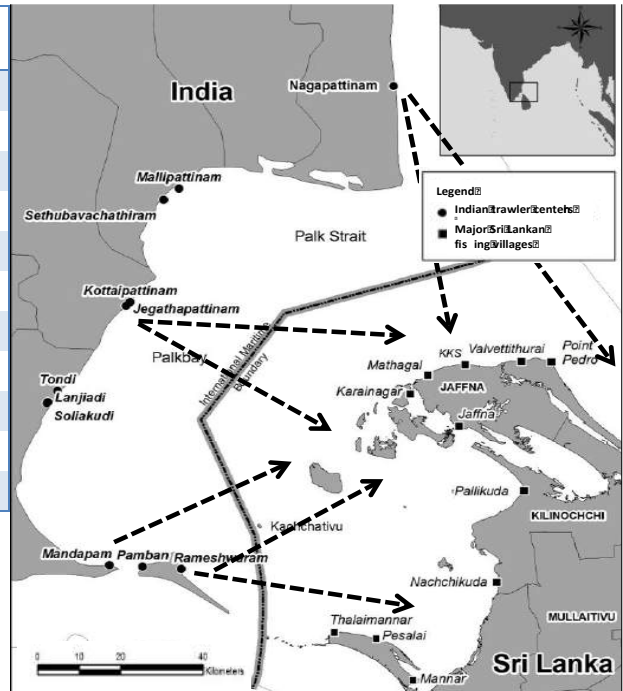 India
Nagapattinam
Mallipattinam
Sethubavachathiram
Palk Strait
Legend
Indian trawler centers
Major Sri Lankan
fis ing villages
Kottaipattinam
Jegathapattinam
Palkbay
International Maritime
Boundary
KKS
Valvettithurai
Point
Pedro
Mathagal
JAFFNA
Karainagar
Jaffna
Tondi
Lanjiadi
Soliakudi
Pallikuda
KILINOCHCHI
Kachchativu
Mandapam
Pamban
Rameshwaram
Nachchikuda
MULLAITIVU
Thalaimannar
Pesalai
Mannar
Sri Lanka
0 10 20 40
Kilometers